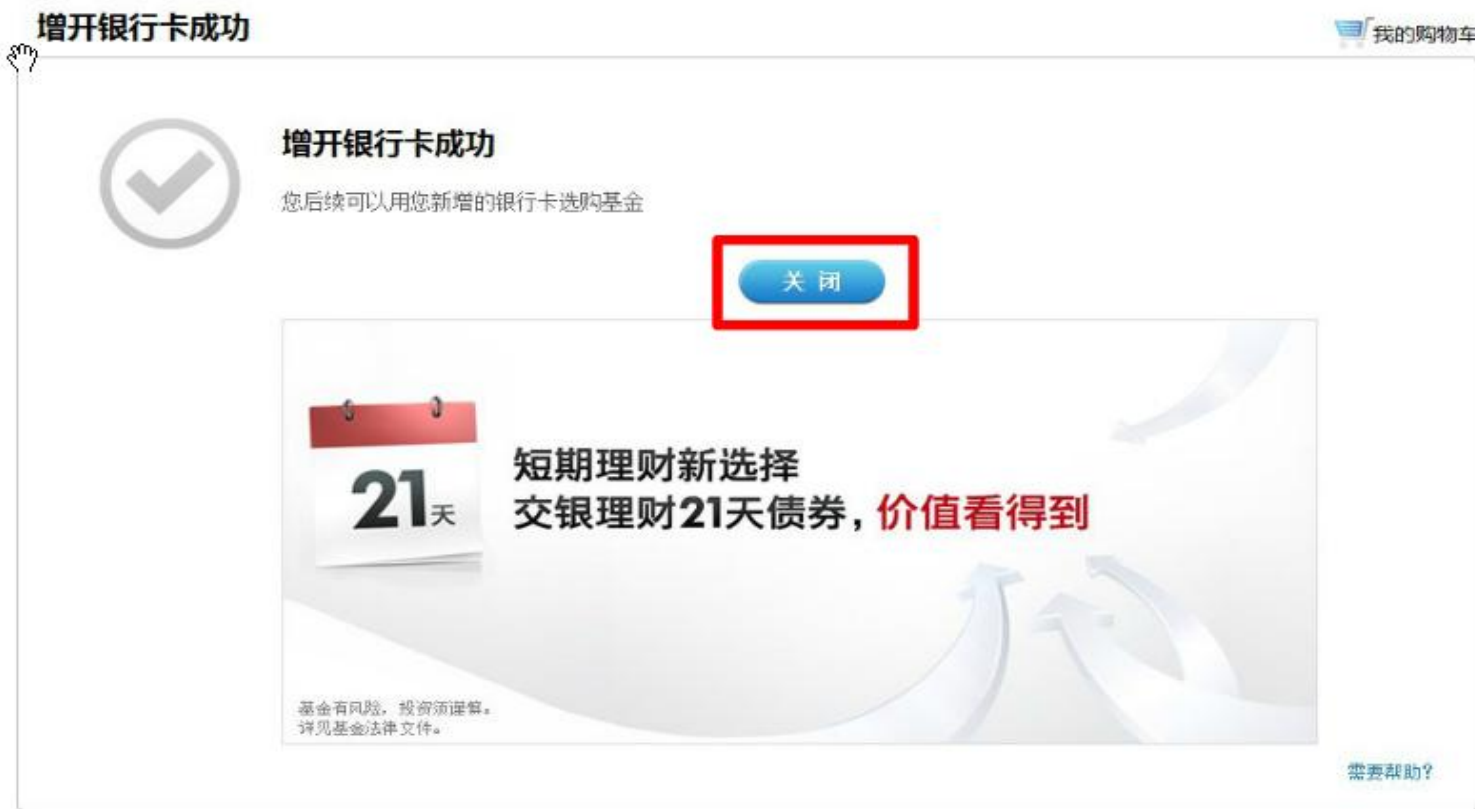 增开银行卡成功
我的购物车
增开银行卡成功
您后续可以用您新增的银行卡选购基金
关 闭
21天
短期理财新选择
交银理财21天债券，价值看得到
基金有风险，投资须谨慎。
详见基金法律文件。
需要帮助？